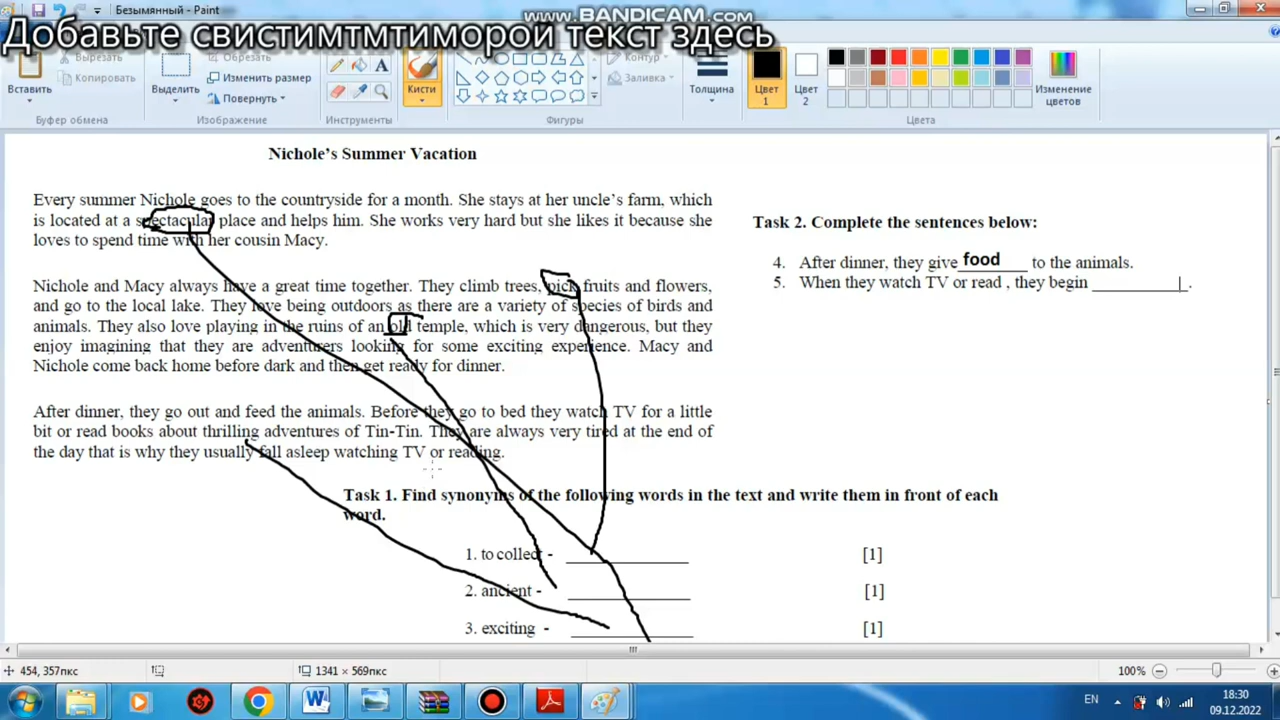 Безымянный - Paint
www.BANDICAM.com
Добавьте свистимтмтиморой текст здесь
Вставить
Вырезать
Копировать
Буфер обмена
Выделить
Обрезать
Изменить размер
Повернуть
Изображение
Инструменты
Кисти
Контур
Заливка
Фигуры
Толщина
Цвет 1
Цвет 2
Изменение цветов
Цвета
Nichole's Summer Vacation
Every summer Nichole goes to the countryside for a month. She stays at her uncle's farm, which
is located at a spectacular place and helps him. She works very hard but she likes it because she
loves to spend time with her cousin Macy.
Nichole and Macy always have a great time together. They climb trees, pick fruits and flowers,
and go to the local lake. They love being outdoors as there are a variety of species of birds and
animals. They also love playing in the ruins of an old temple, which is very dangerous, but they
enjoy imagining that they are adventurers looking for some exciting experience. Macy and
Nichole come back home before dark and then get ready for dinner.
After dinner, they go out and feed the animals. Before they go to bed they watch TV for a little
bit or read books about thrilling adventures of Tin-Tin. They are always very tired at the end of
the day that is why they usually fall asleep watching TV or reading.
Task 2. Complete the sentences below:
4. After dinner, they give food to the animals.
5. When they watch TV or read , they begin __________.
Task 1. Find synonyms of the following words in the text and write them in front of each
word.
1. to collect - ____________ [1]
2. ancient - ____________ [1]
3. exciting - ____________ [1]
454, 357пкс
1341 × 569пкс
100%
EN
18:30
09.12.2022